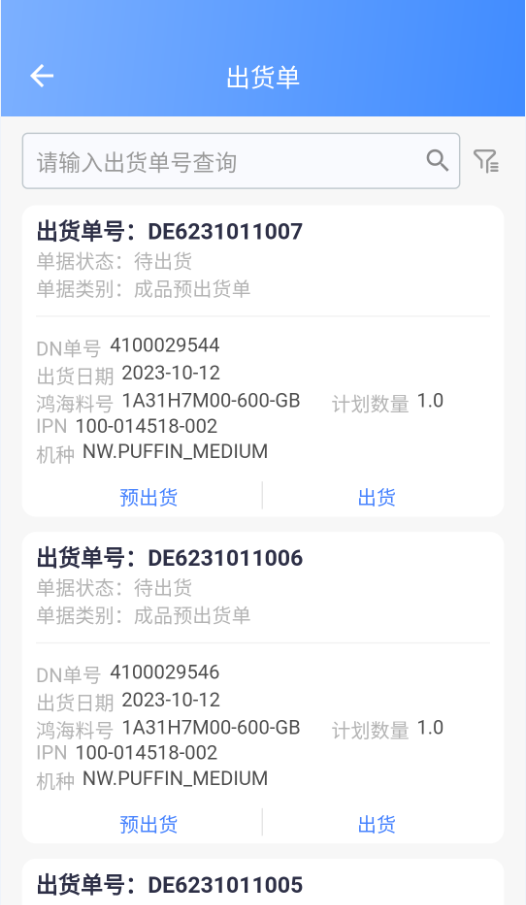 出货单
请输入出货单号查询
出货单号：DE6231011007
单据状态：待出货
单据类别：成品预出货单
DN单号 4100029544
出货日期 2023-10-12
鸿海料号 1A31H7M00-600-GB 计划数量 1.0
IPN 100-014518-002
机种 NW.PUFFIN_MEDIUM
预出货 出货
出货单号：DE6231011006
单据状态：待出货
单据类别：成品预出货单
DN单号 4100029546
出货日期 2023-10-12
鸿海料号 1A31H7M00-600-GB 计划数量 1.0
IPN 100-014518-002
机种 NW.PUFFIN_MEDIUM
预出货 出货
出货单号：DE6231011005